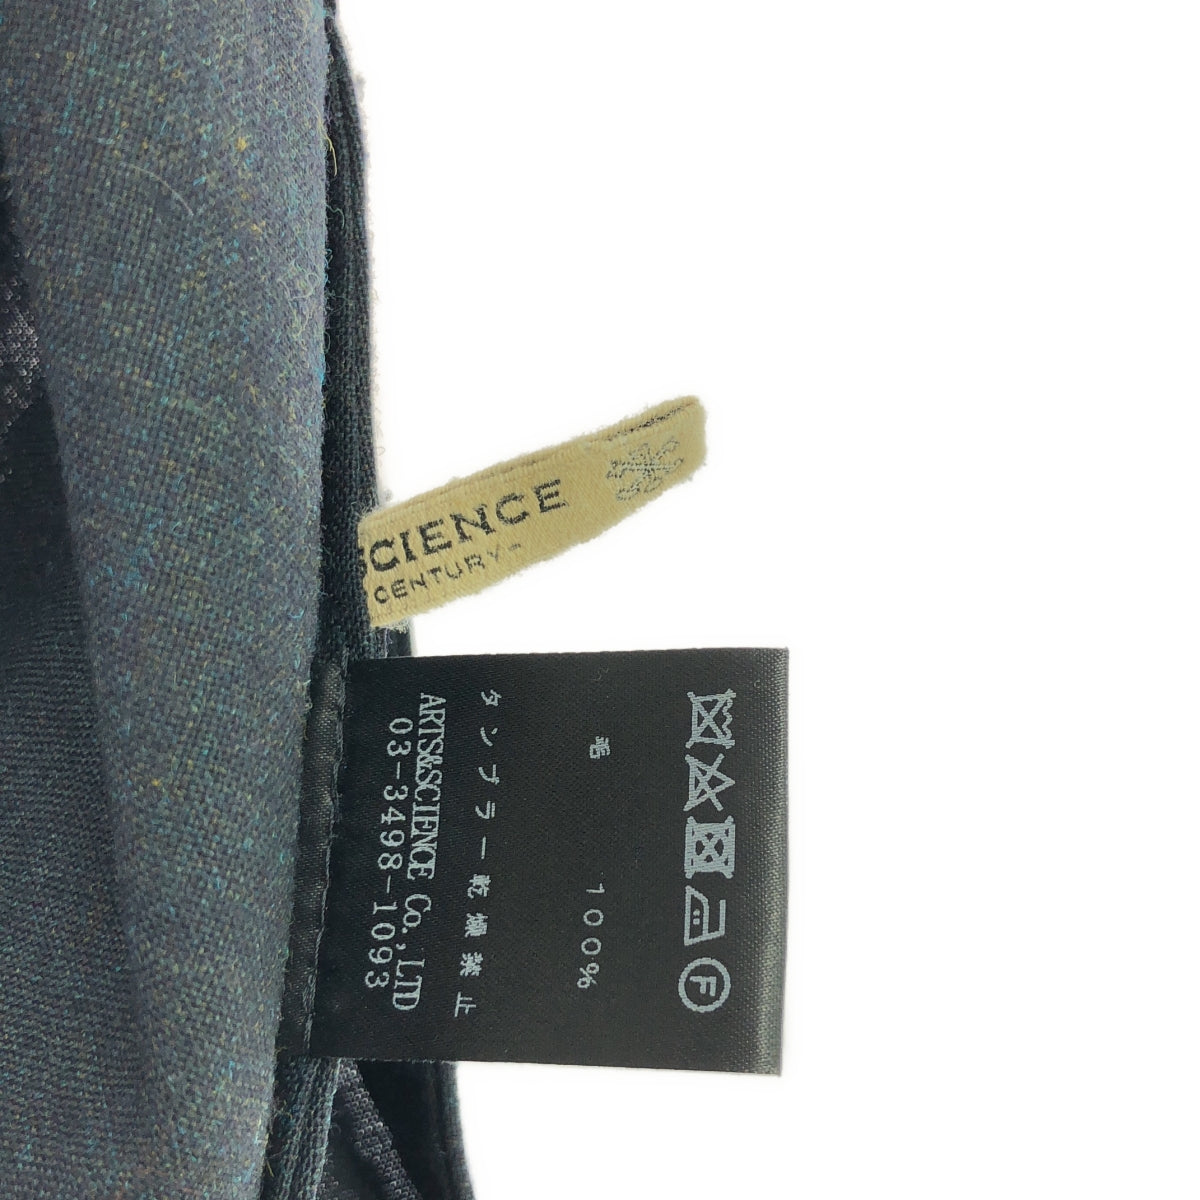 SCIENCE
CENTURY-
毛 100%
タンブラー乾燥禁止
ARTS&SCIENCE Co.,LTD
03-3498-1093
F